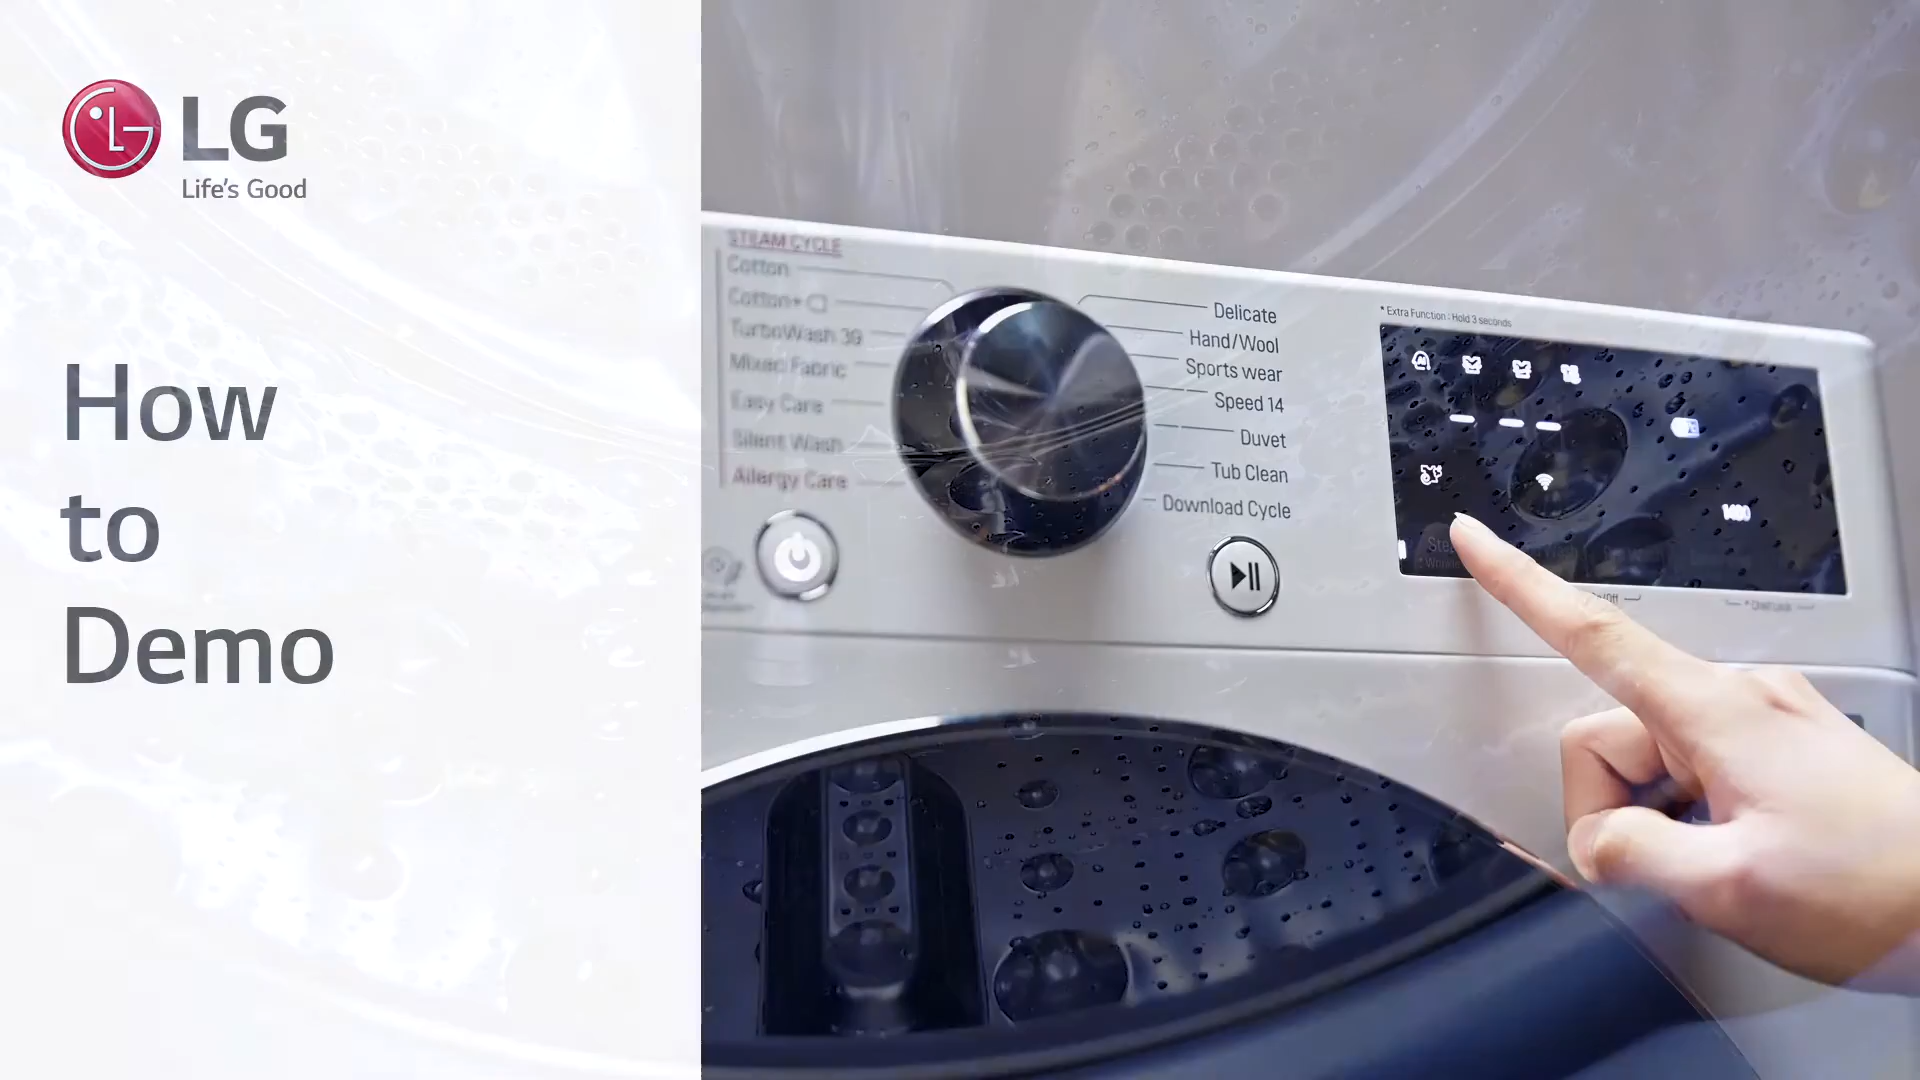 LG
Life's Good
How
to
Demo
STEAM CYCLE
Cotton
Cotton+
TurboWash 39
Mixed Fabric
Easy Care
Silent Wash
Allergy Care
Delicate
Hand/Wool
Sports wear
Speed 14
Duvet
Tub Clean
Download Cycle
* Extra Function : Hold 3 seconds
1400